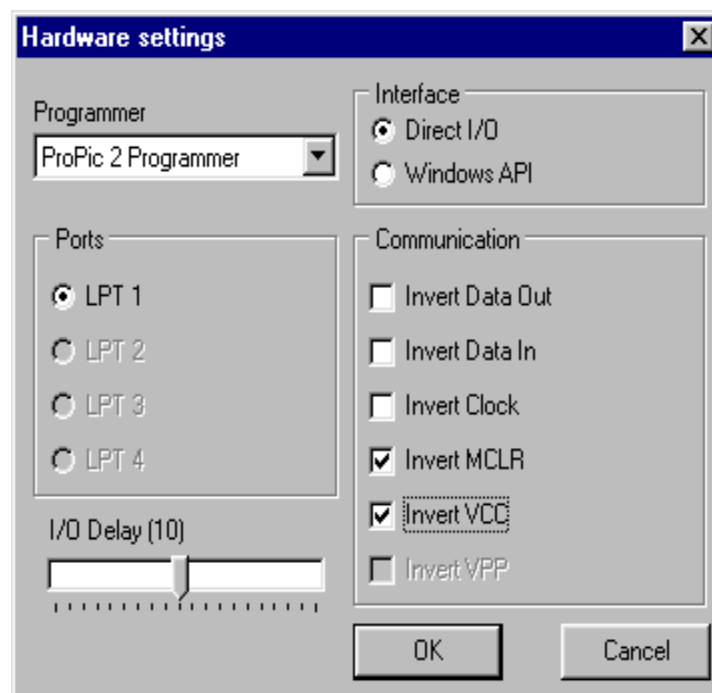 Hardware settings
Programmer
ProPic 2 Programmer
Interface
Direct I/O
Windows API
Ports
LPT 1
LPT 2
LPT 3
LPT 4
I/O Delay (10)
Communication
Invert Data Out
Invert Data In
Invert Clock
Invert MCLR
Invert VCC
Invert VPP
OK
Cancel